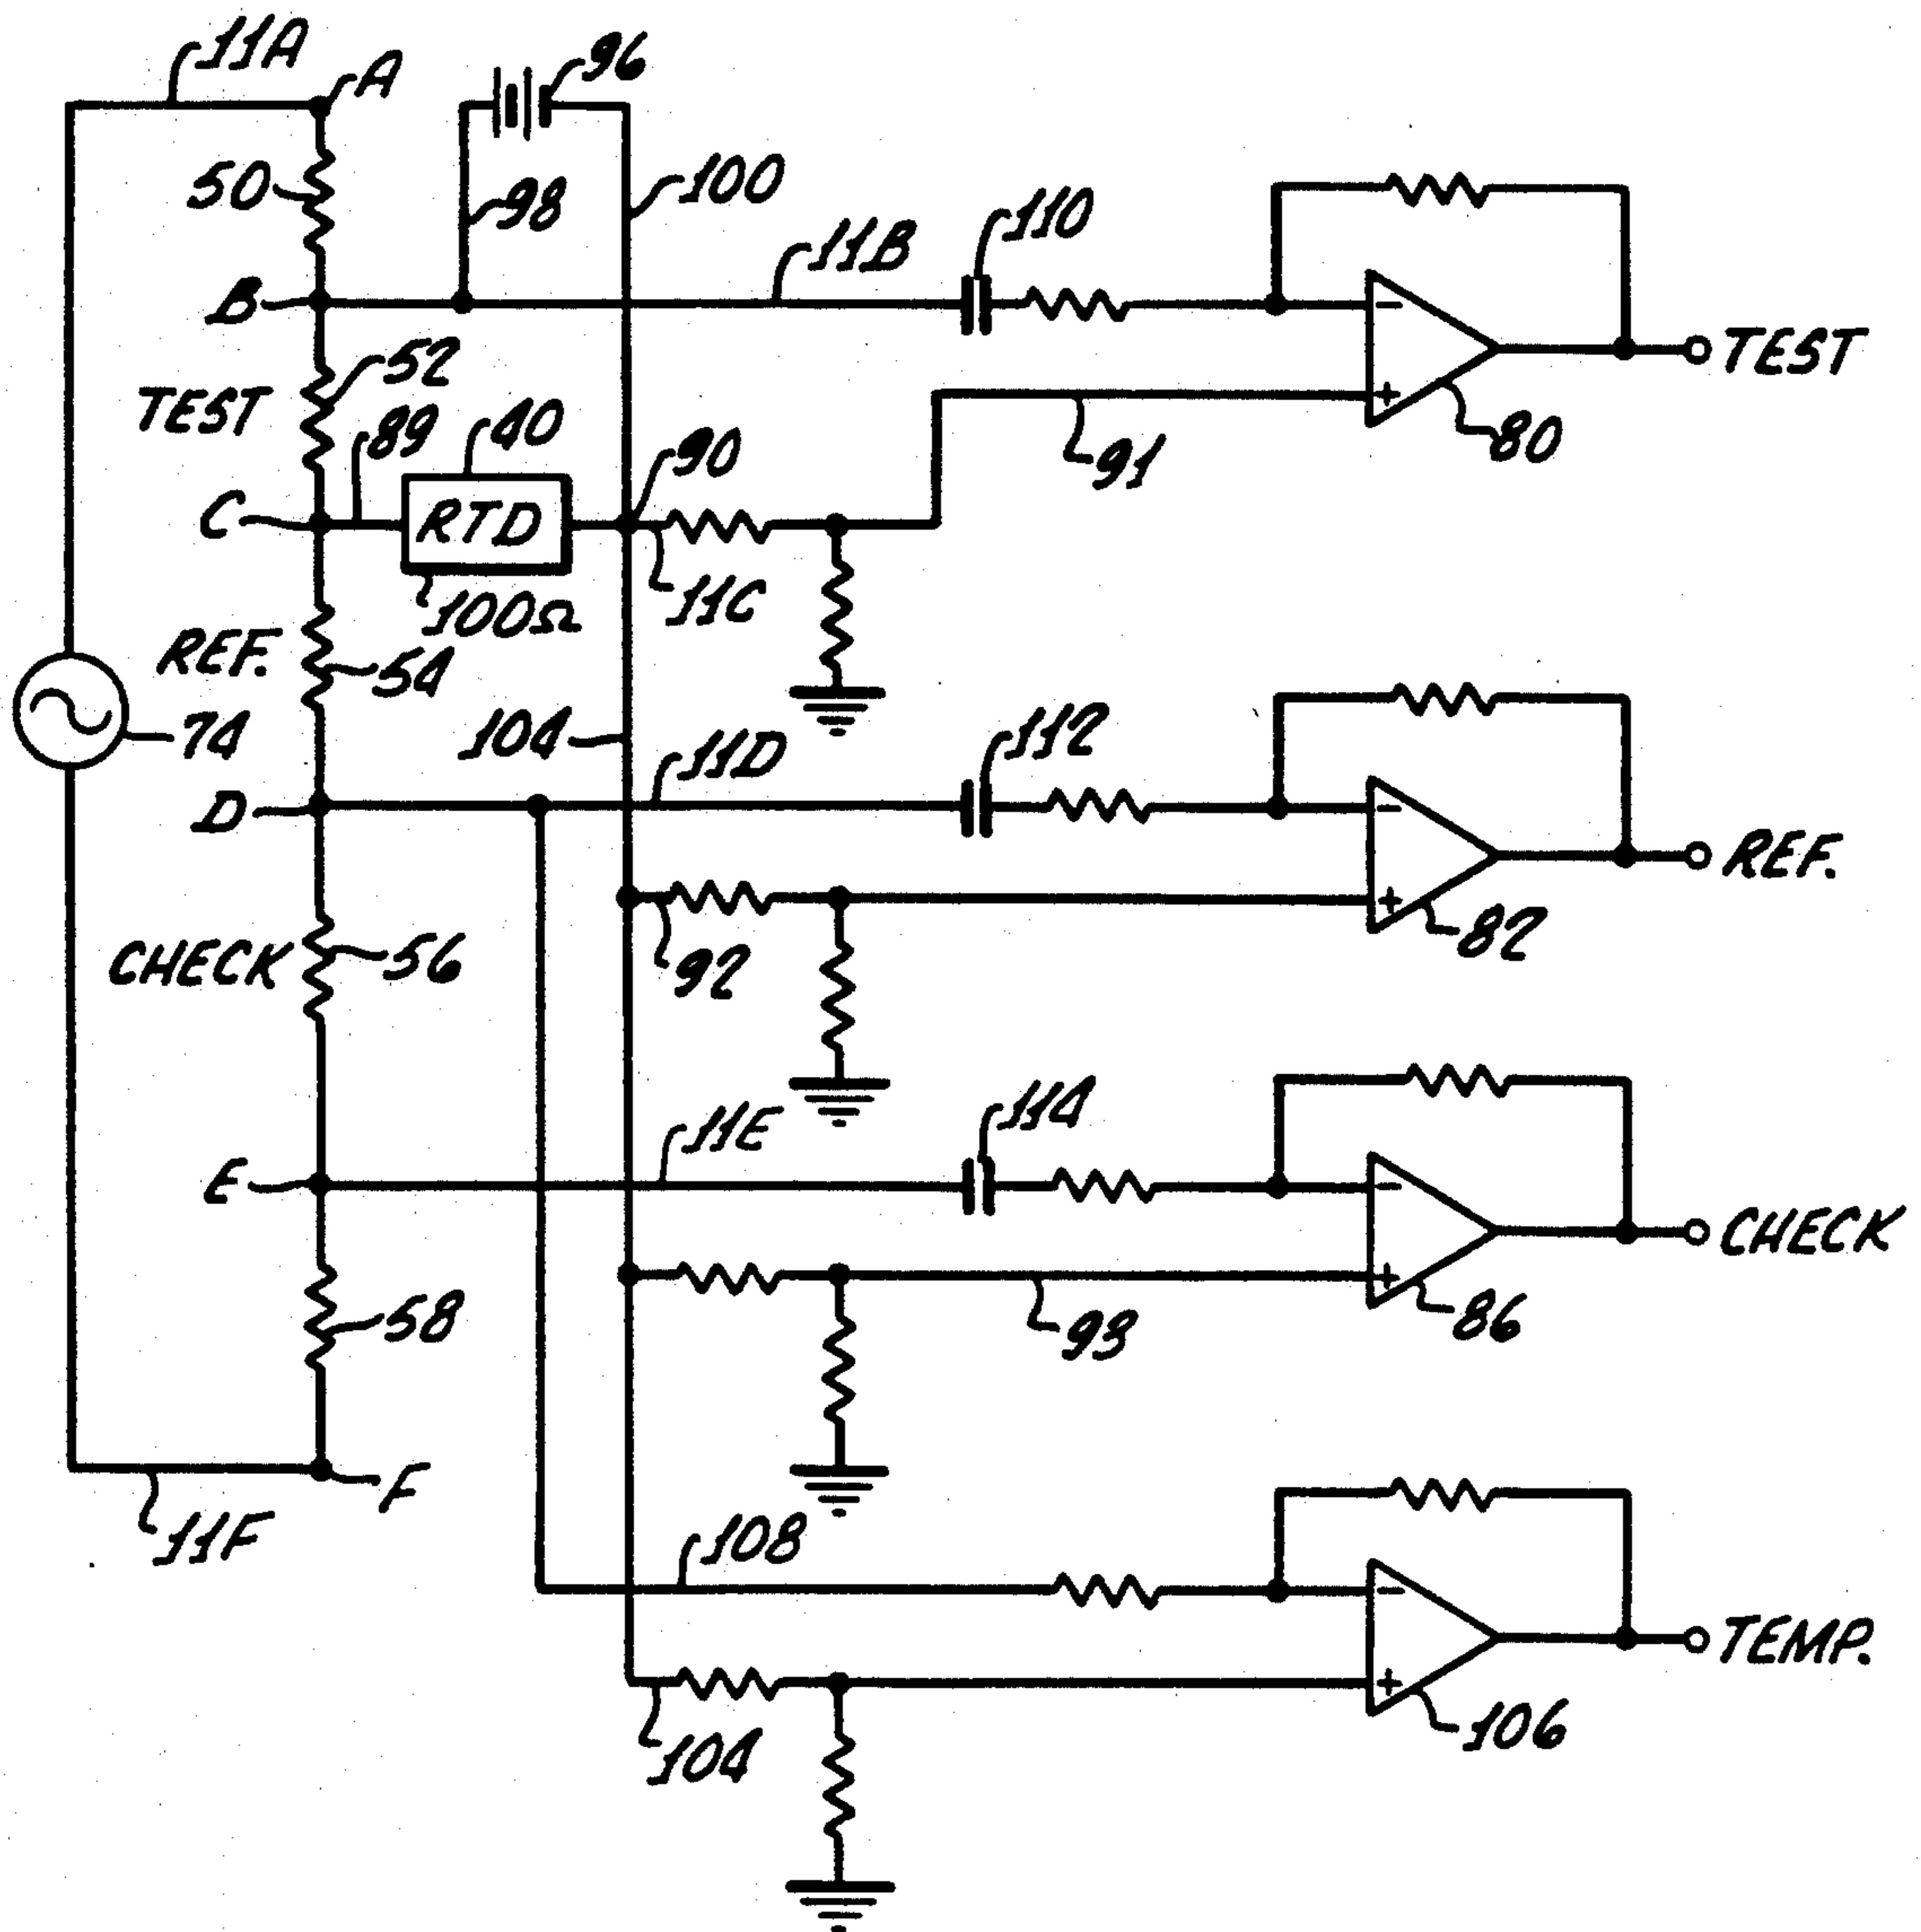 11A
A
96
50
98
100
11B
110
B
TEST
52
TEST
89
40
90
80
91
C
RTD
100Ω
11C
REF.
54
74
104
11D
112
D
REF.
82
92
CHECK
56
11E
114
E
CHECK
86
93
58
F
11F
108
TEMP.
106
104
- + - + - + - +